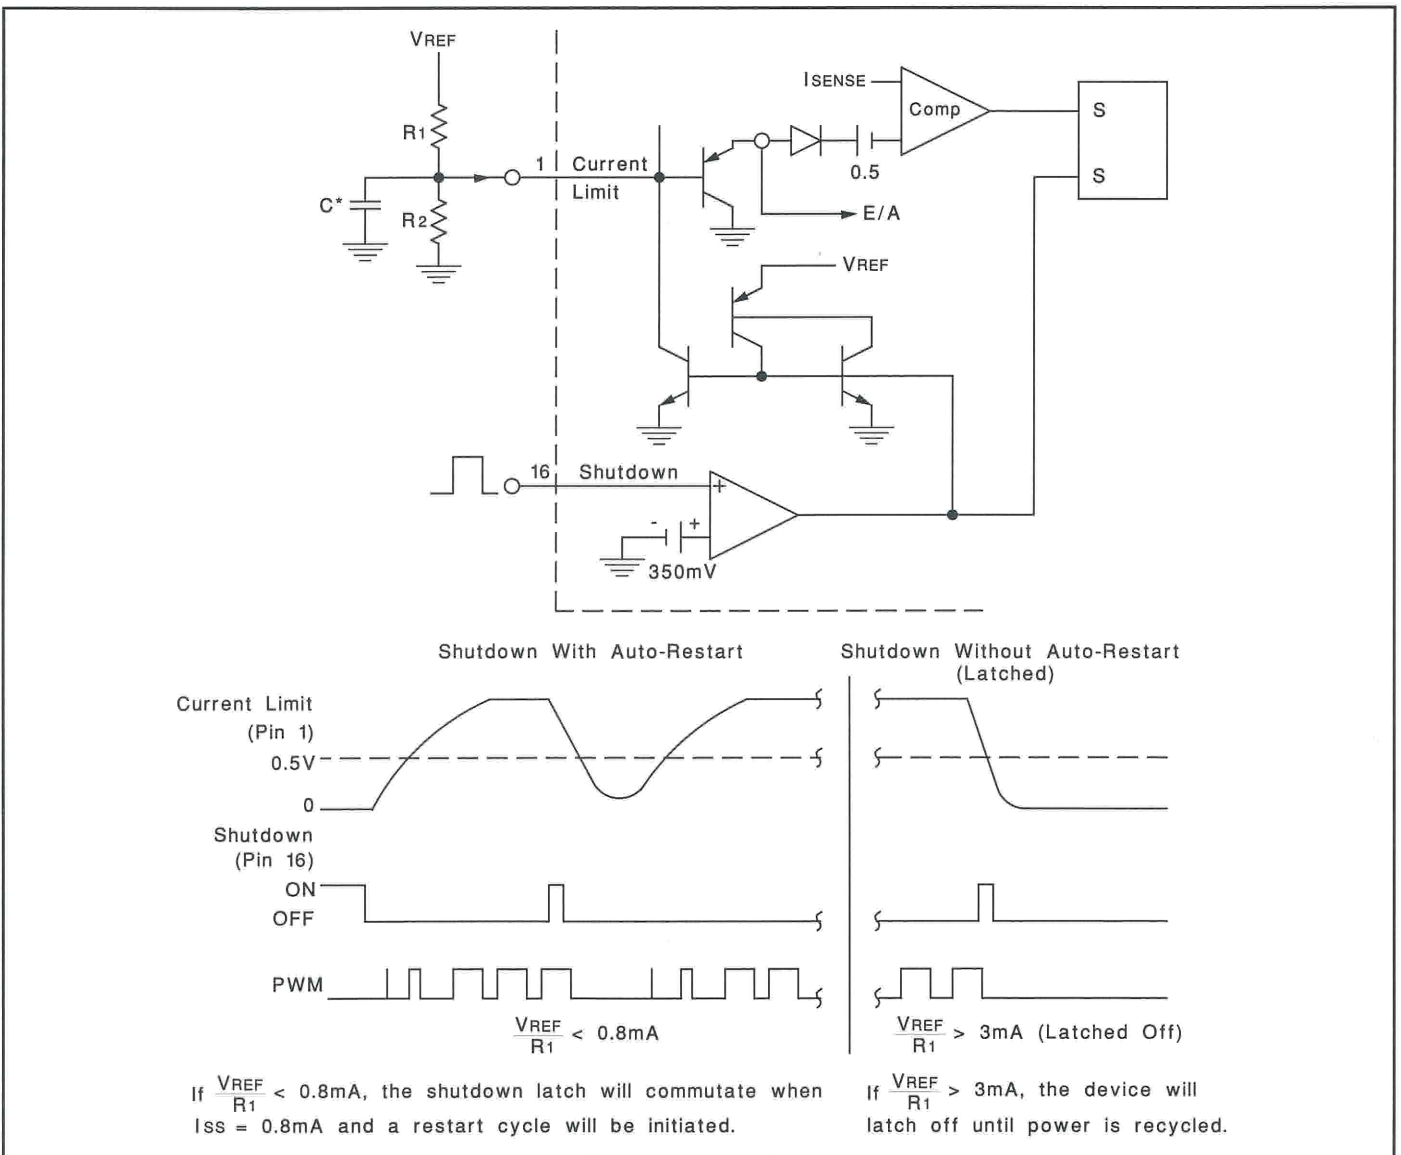 VREF
R1
C*
R2
1 Current
Limit
ISENSE
Comp
0.5
E/A
S
S
VREF
16 Shutdown
+
- +
350mV
Shutdown With Auto-Restart
Shutdown Without Auto-Restart
(Latched)
Current Limit
(Pin 1)
0.5V
0
Shutdown
(Pin 16)
ON
OFF
PWM
VREF
R1
< 0.8mA
VREF
R1
> 3mA (Latched Off)
If VREF/R1 < 0.8mA, the shutdown latch will commutate when
ISS = 0.8mA and a restart cycle will be initiated.
If VREF/R1 > 3mA, the device will
latch off until power is recycled.